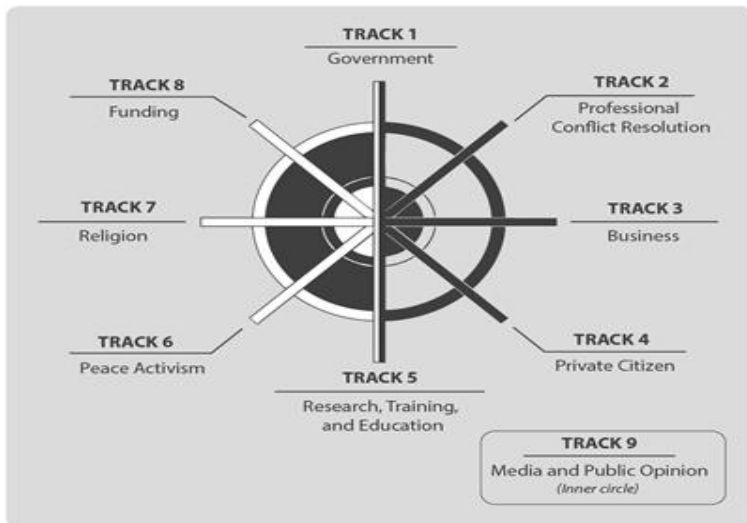 TRACK 1
Government
TRACK 2
Professional
Conflict Resolution
TRACK 3
Business
TRACK 4
Private Citizen
TRACK 5
Research, Training,
and Education
TRACK 6
Peace Activism
TRACK 7
Religion
TRACK 8
Funding
TRACK 9
Media and Public Opinion
(Inner circle)